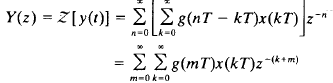 Y(z) = 𝒵[y(t)] = ∑_{n=0}^{∞} [∑_{k=0}^{∞} g(nT − kT)x(kT)] z^{−n}
= ∑_{m=0}^{∞} ∑_{k=0}^{∞} g(mT)x(kT)z^{−(k+m)}